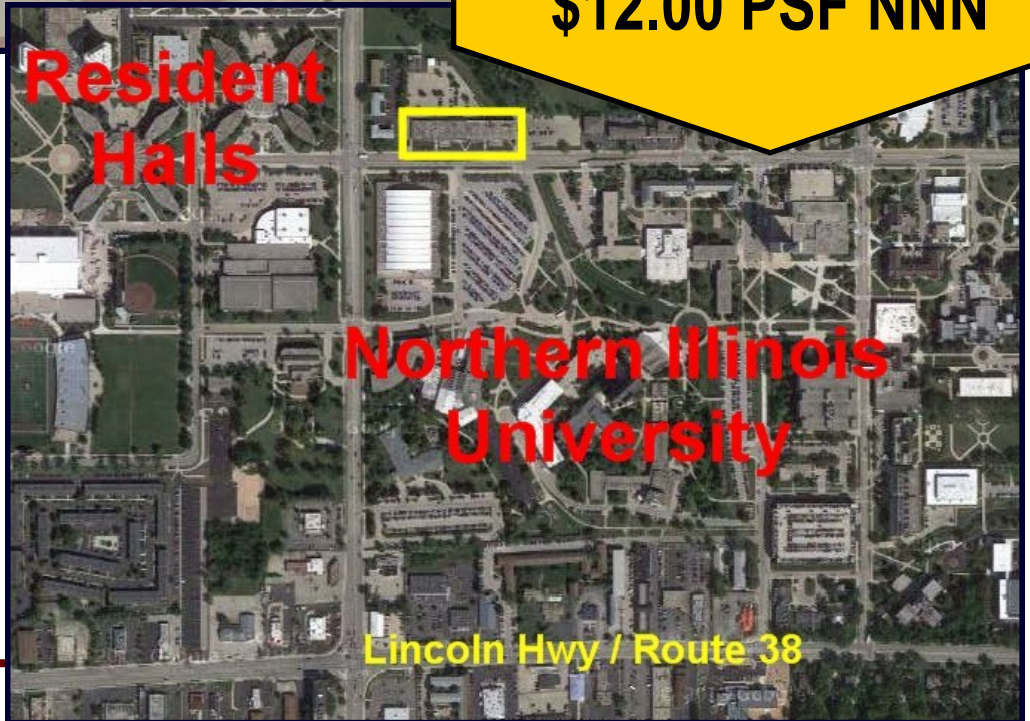 $12.00 PSF NNN
Resident
Halls
Northern Illinois
University
Lincoln Hwy / Route 38